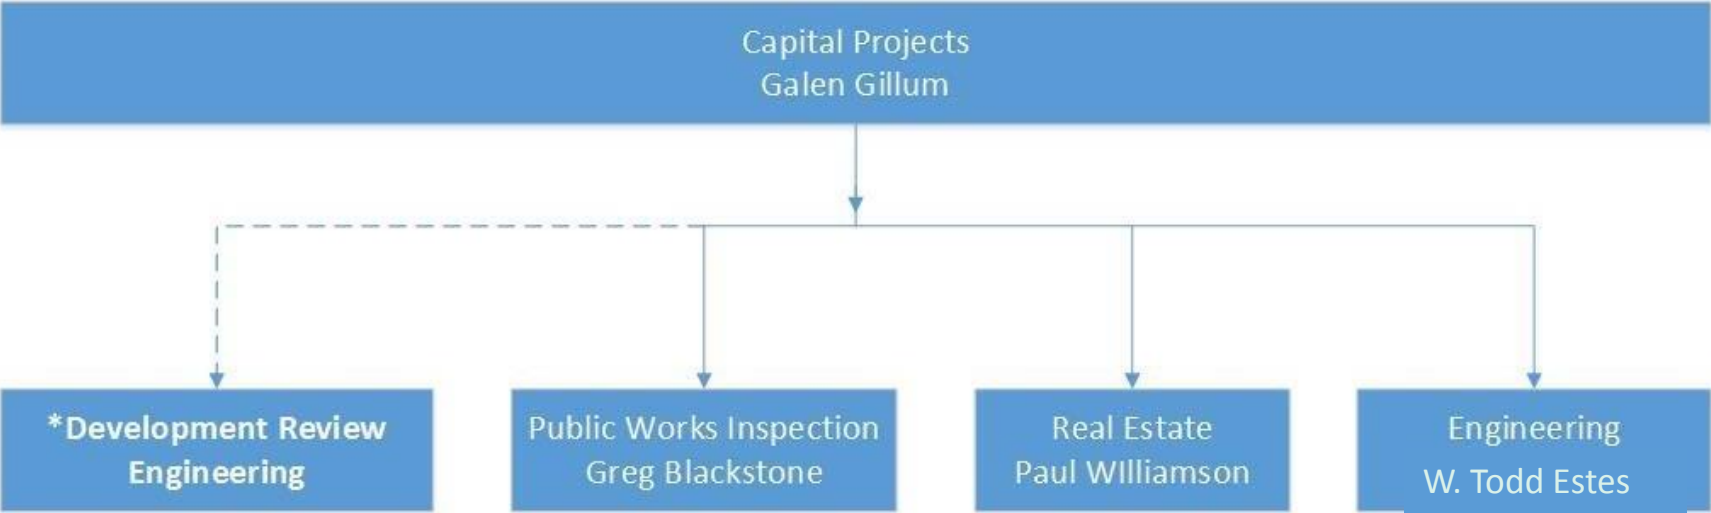 Capital Projects
Galen Gillum
*Development Review
Engineering
Public Works Inspection
Greg Blackstone
Real Estate
Paul WIlliamson
Engineering
W. Todd Estes